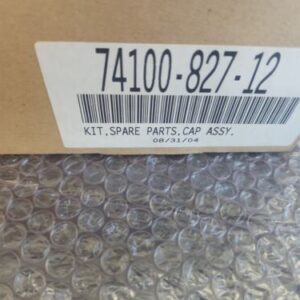 74100-827-12
KIT,SPARE PARTS,CAP ASSY.
08/31/04